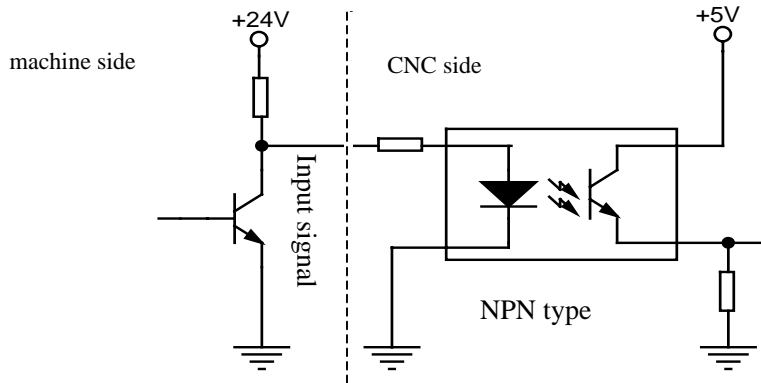 +24V
+5V
machine side
CNC side
Input signal
NPN type